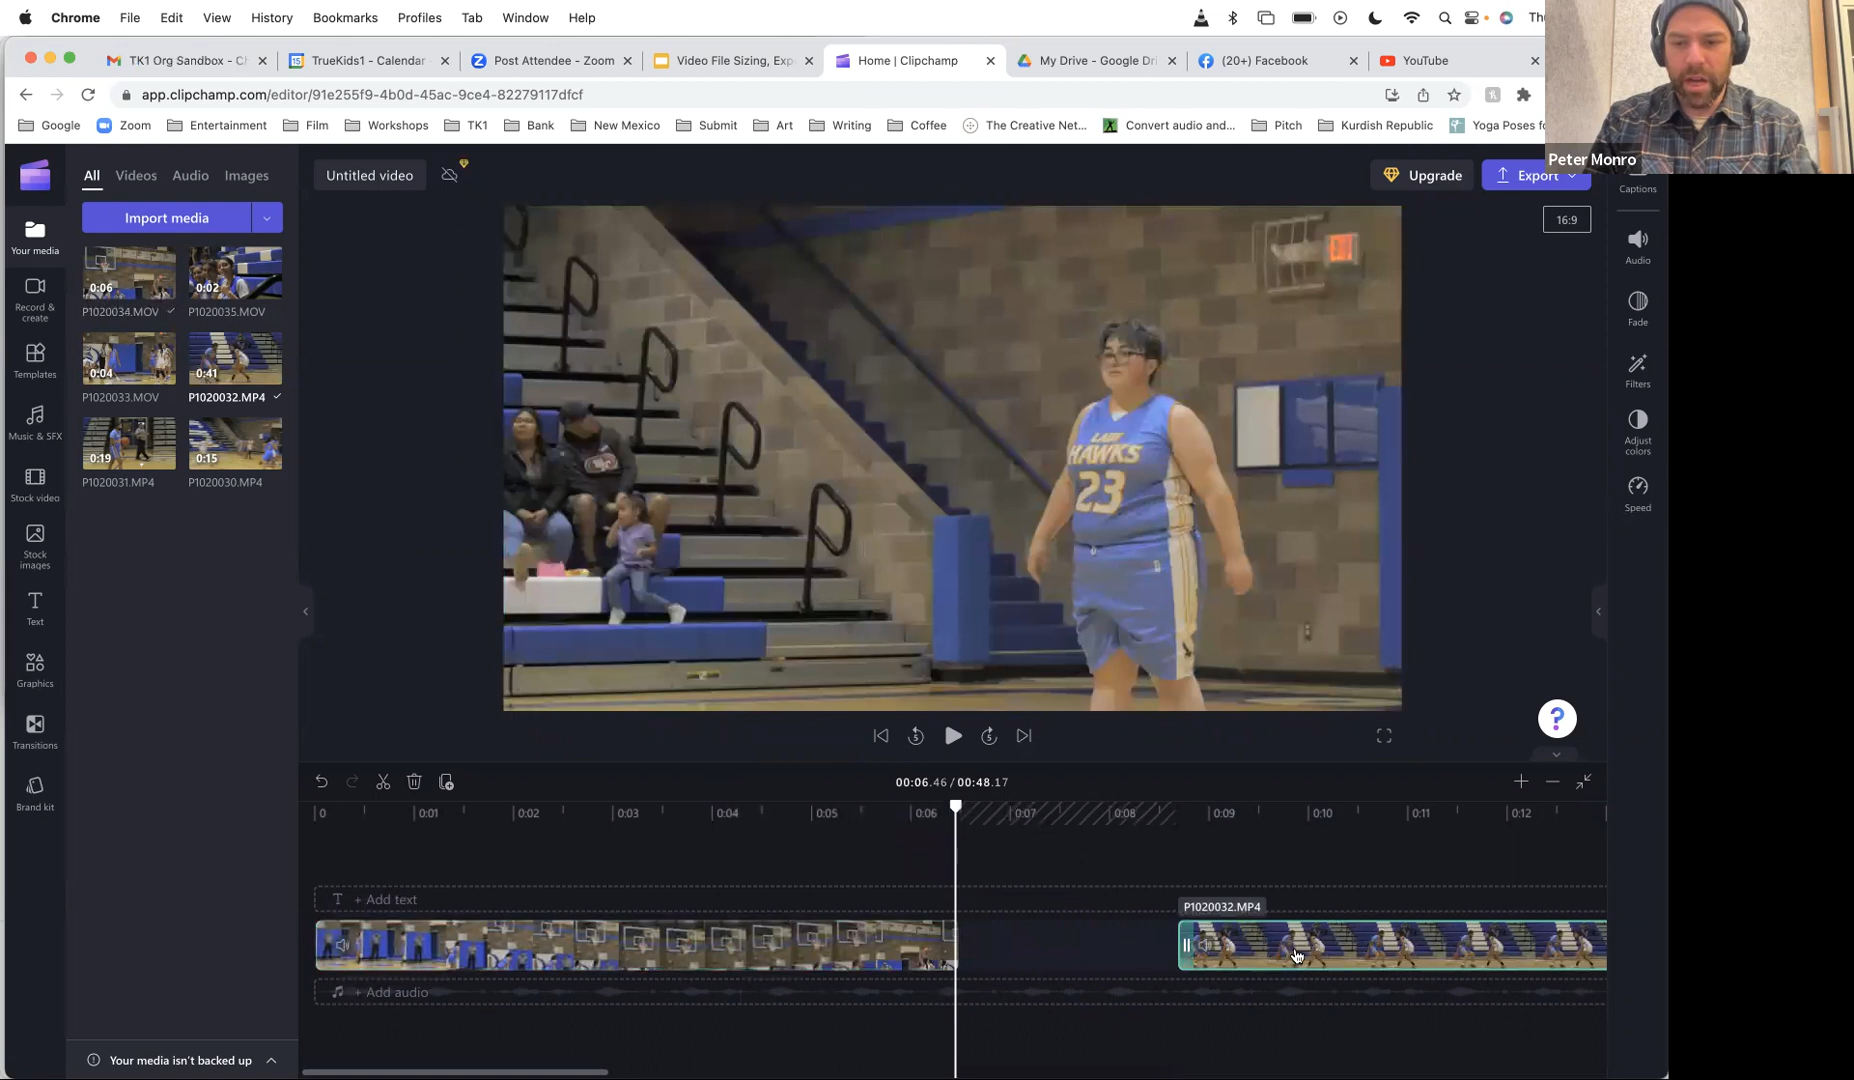 Chrome File Edit View History Bookmarks Profiles Tab Window Help
TK1 Org Sandbox - Ch
TrueKids1 - Calendar
Post Attendee - Zoom
Video File Sizing, Exp
Home | Clipchamp
My Drive - Google Dri
(20+) Facebook
YouTube
app.clipchamp.com/editor/91e255f9-4b0d-45ac-9ce4-82279117dfcf
Google Zoom Entertainment Film Workshops TK1 Bank New Mexico Submit Art Writing Coffee The Creative Net... Convert audio and... Pitch Kurdish Republic Yoga Poses fo
Peter Monro
All Videos Audio Images
Untitled video
Upgrade
Export
Import media
16:9
Your media
Record & create
Templates
Music & SFX
Stock video
Stock images
Text
Graphics
Transitions
Brand kit
0:06
P1020034.MOV
0:02
P1020035.MOV
0:04
P1020033.MOV
0:41
P1020032.MP4
0:19
P1020031.MP4
0:15
P1020030.MP4
LADY
HAWKS
23
Captions
Audio
Fade
Filters
Adjust colors
Speed
?
00:06.46 / 00:48.17
0 0:01 0:02 0:03 0:04 0:05 0:06 0:07 0:08 0:09 0:10 0:11 0:12
T + Add text
P1020032.MP4
+ Add audio
Your media isn't backed up